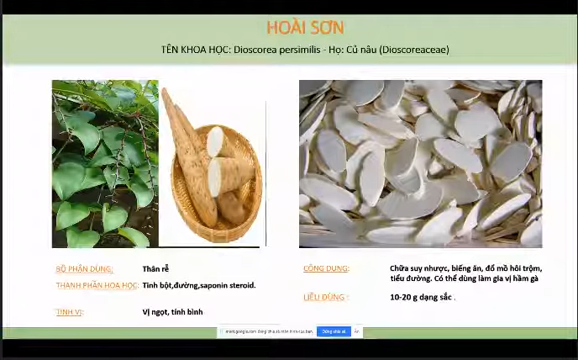 HOÀI SƠN
TÊN KHOA HỌC: Dioscorea persimilis - Họ: Củ nâu (Dioscoreaceae)
BỘ PHẬN DÙNG: Thân rễ
THÀNH PHẦN HÓA HỌC: Tinh bột,đường,saponin steroid.
TÍNH VỊ: Vị ngọt, tính bình
CÔNG DỤNG: Chữa suy nhược, biếng ăn, đổ mồ hôi trộm,
tiểu đường. Có thể dùng làm gia vị hầm gà
LIỀU DÙNG : 10-20 g dạng sắc .